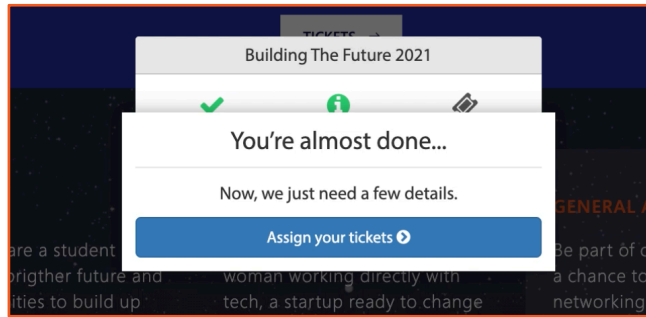 TICKETS →
Building The Future 2021
You're almost done...
Now, we just need a few details.
Assign your tickets
GENERAL
are a student
origther future and
ities to build up
woman working directly with
tech, a startup ready to change
Be part of
a chance to
networking